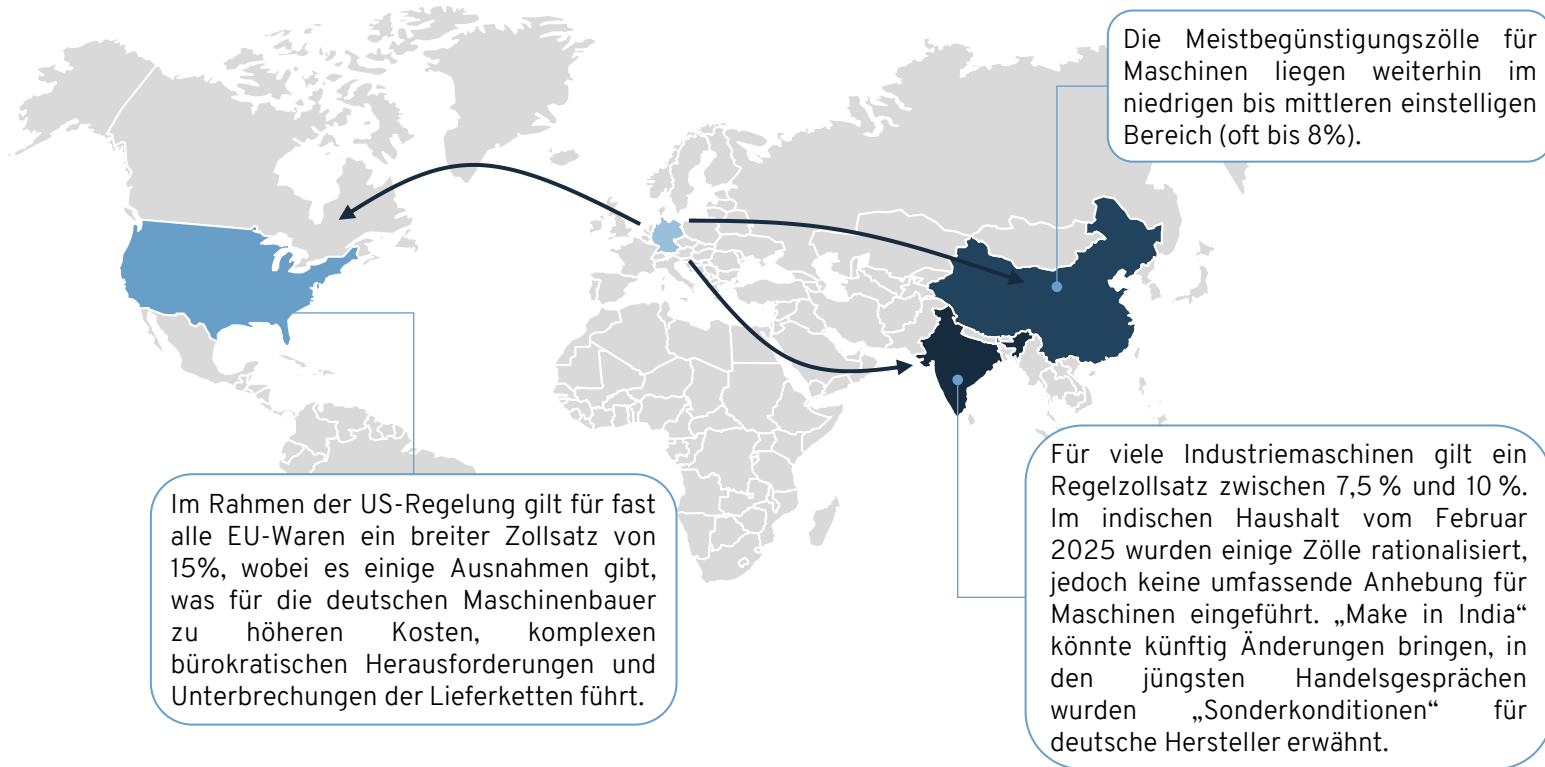 Die Meistbegünstigungszölle für
Maschinen liegen weiterhin im
niedrigen bis mittleren einstelligen
Bereich (oft bis 8%).
Im Rahmen der US-Regelung gilt für fast
alle EU-Waren ein breiter Zollsatz von
15%, wobei es einige Ausnahmen gibt,
was für die deutschen Maschinenbauer
zu höheren Kosten, komplexen
bürokratischen Herausforderungen und
Unterbrechungen der Lieferketten führt.
Für viele Industriemaschinen gilt ein
Regelzollsatz zwischen 7,5 % und 10 %.
Im indischen Haushalt vom Februar
2025 wurden einige Zölle rationalisiert,
jedoch keine umfassende Anhebung für
Maschinen eingeführt. „Make in India“
könnte künftig Änderungen bringen, in
den jüngsten Handelsgesprächen
wurden „Sonderkonditionen“ für
deutsche Hersteller erwähnt.